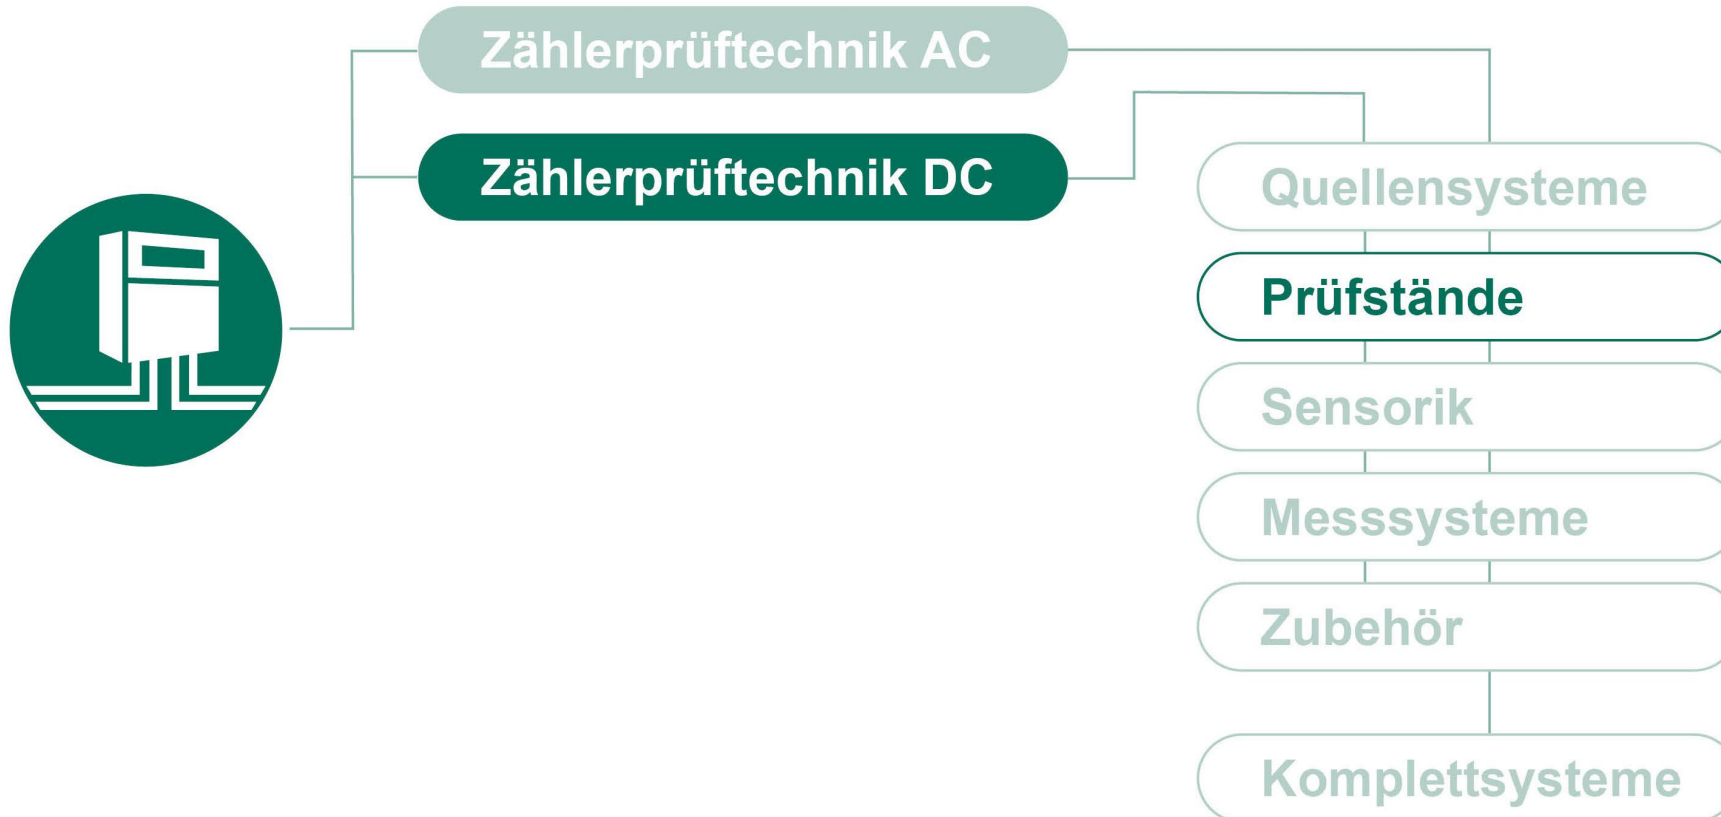 Zählerprüftechnik AC
Zählerprüftechnik DC
Quellensysteme
Prüfstände
Sensorik
Messsysteme
Zubehör
Komplettsysteme